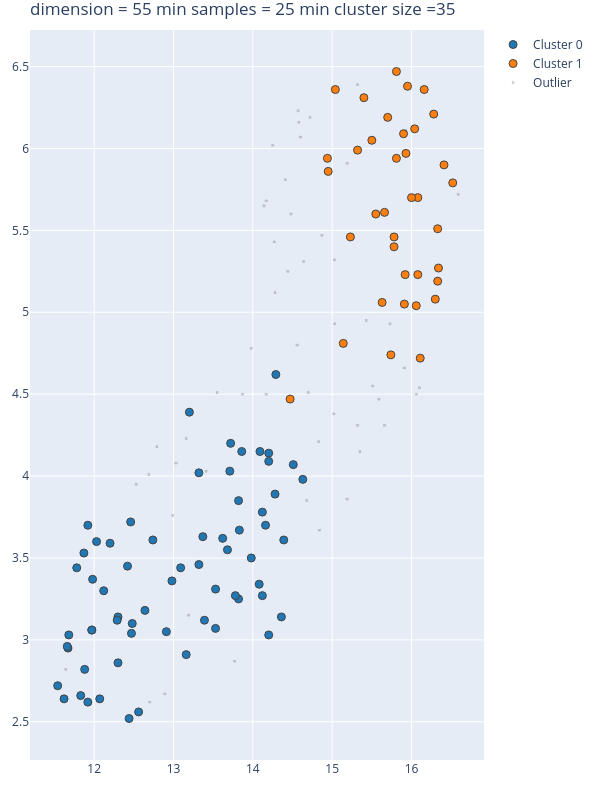 dimension = 55 min samples = 25 min cluster size =35
Cluster 0
Cluster 1
Outlier
6.5
6
5.5
5
4.5
4
3.5
3
2.5
12 13 14 15 16